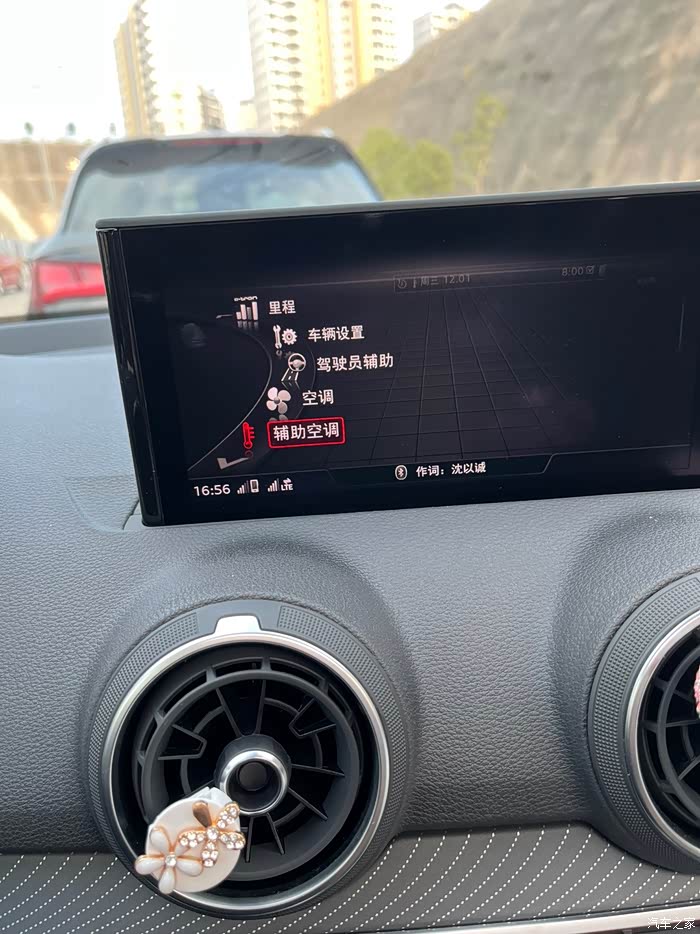 周三 12.01
8:00
e-tron
里程
车辆设置
驾驶员辅助
空调
辅助空调
16:56
LTE
作词：沈以诚
汽车之家